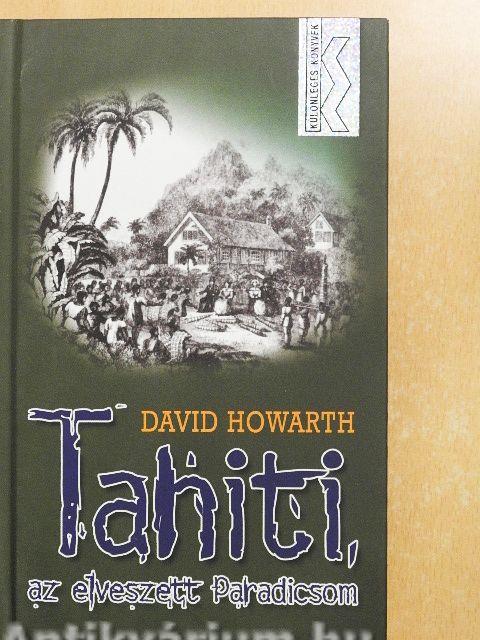 KÜLÖNLEGES KÖNYVEK
DAVID HOWARTH
Tahiti,
az elveszett Paradicsom
Antikvárium.hu